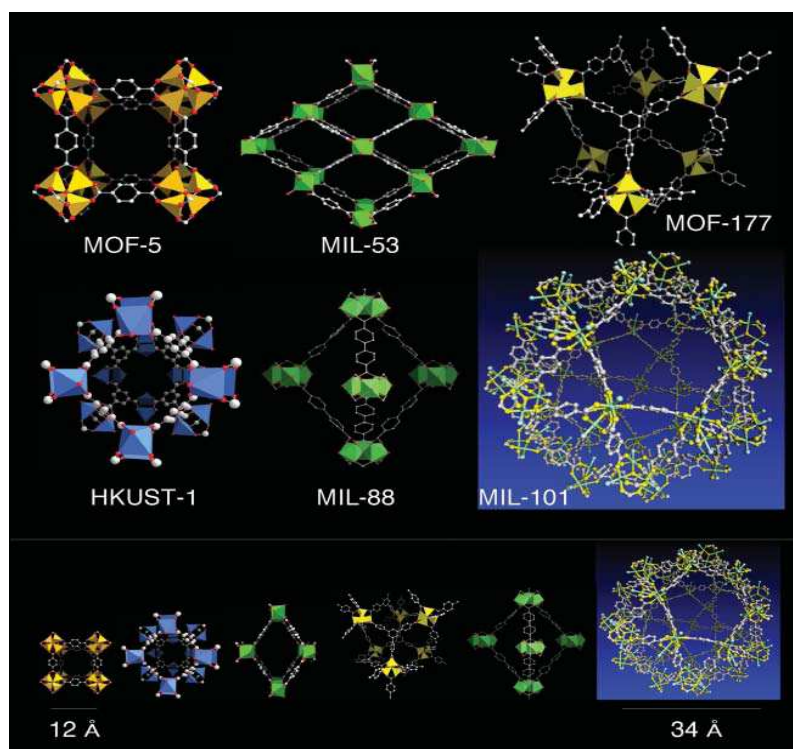 MOF-5
MIL-53
MOF-177
HKUST-1
MIL-88
MIL-101
12 Å
34 Å